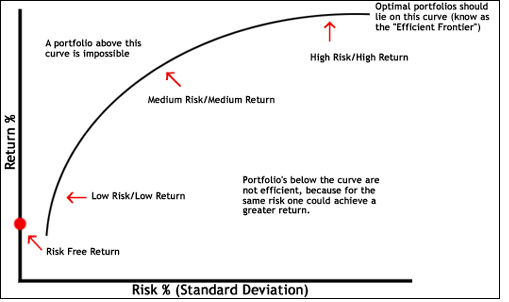 Optimal portfolios should
lie on this curve (know as
the "Efficient Frontier")
A portfolio above this
curve is impossible
High Risk/High Return
Medium Risk/Medium Return
Return %
Portfolio's below the curve are
not efficient, because for the
same risk one could achieve a
greater return.
Low Risk/Low Return
Risk Free Return
Risk % (Standard Deviation)